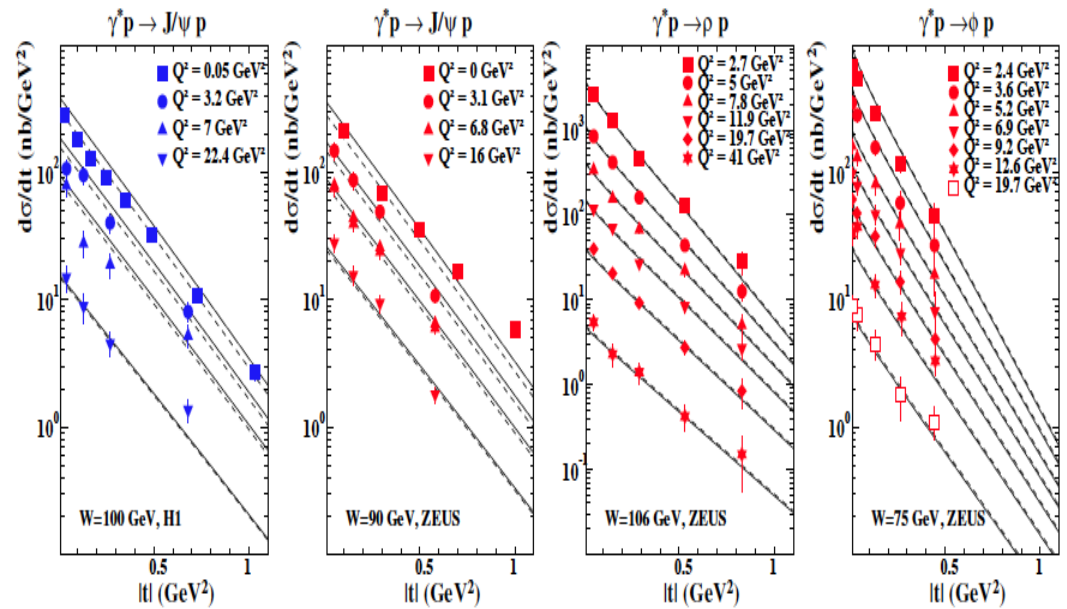 γ*p → J/ψ p
dσ/dt (nb/GeV²)
Q² = 0.05 GeV²
Q² = 3.2 GeV²
Q² = 7 GeV²
Q² = 22.4 GeV²
10²
10¹
10⁰
W=100 GeV, H1
0.5 1
|t| (GeV²)
γ*p → J/ψ p
dσ/dt (nb/GeV²)
Q² = 0 GeV²
Q² = 3.1 GeV²
Q² = 6.8 GeV²
Q² = 16 GeV²
10²
10¹
10⁰
W=90 GeV, ZEUS
0.5 1
|t| (GeV²)
γ*p→ρ p
dσ/dt (nb/GeV²)
Q² = 2.7 GeV²
Q² = 5 GeV²
Q² = 7.8 GeV²
Q² = 11.9 GeV²
Q² = 19.7 GeV²
Q² = 41 GeV²
10³
10²
10¹
10⁰
10⁻¹
W=106 GeV, ZEUS
0.5 1
|t| (GeV²)
γ*p→ϕ p
dσ/dt (nb/GeV²)
Q² = 2.4 GeV²
Q² = 3.6 GeV²
Q² = 5.2 GeV²
Q² = 6.9 GeV²
Q² = 9.2 GeV²
Q² = 12.6 GeV²
Q² = 19.7 GeV²
10²
10¹
10⁰
W=75 GeV, ZEUS
0.5 1
|t| (GeV²)